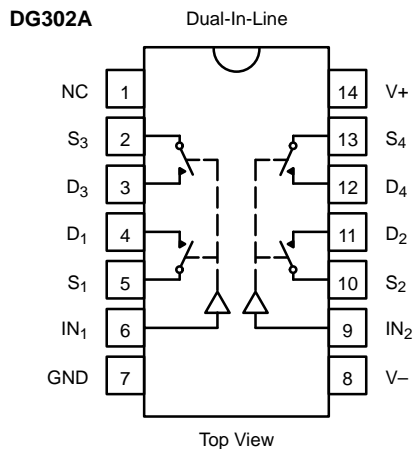 DG302A
Dual-In-Line
NC 1 14 V+
S3 2 13 S4
D3 3 12 D4
D1 4 11 D2
S1 5 10 S2
IN1 6 9 IN2
GND 7 8 V–
Top View